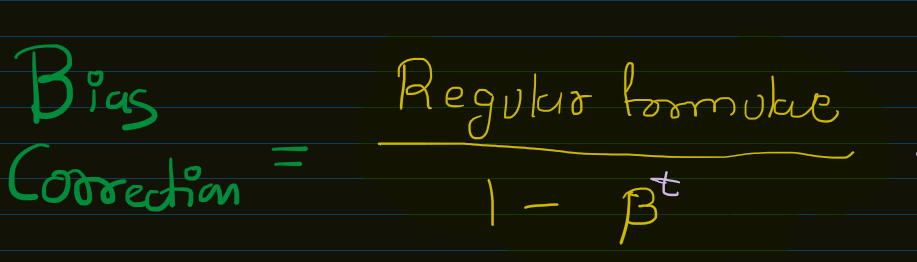 Bias
Correction = Regular formulae
1 - β^t